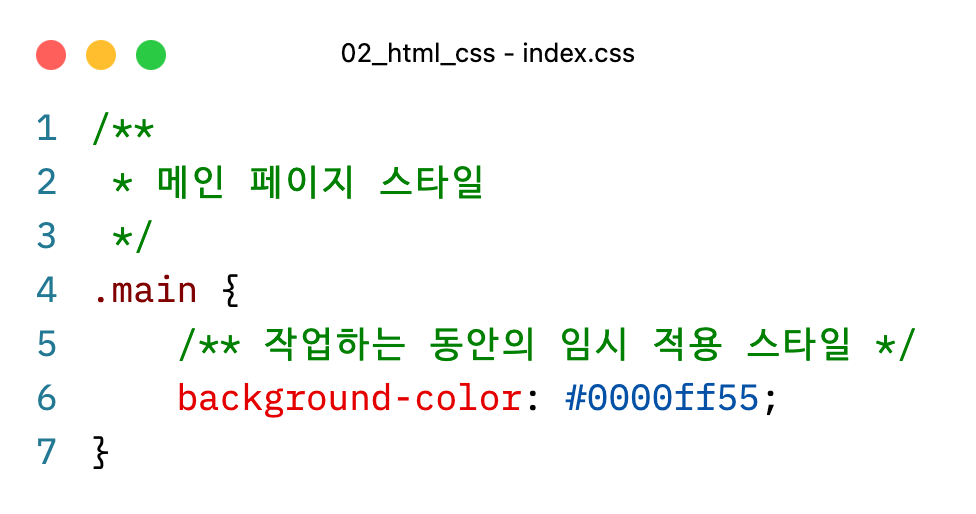 02_html_css - index.css
1 /**
2  * 메인 페이지 스타일
3  */
4 .main {
5     /** 작업하는 동안의 임시 적용 스타일 */
6     background-color: #0000ff55;
7 }